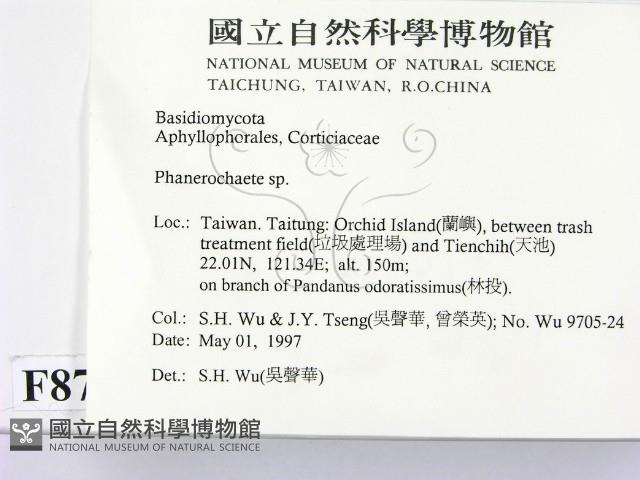 國立自然科學博物館
NATIONAL MUSEUM OF NATURAL SCIENCE
TAICHUNG, TAIWAN, R.O.CHINA
Basidiomycota
Aphyllophorales, Corticiaceae
Phanerochaete sp.
Loc.: Taiwan. Taitung: Orchid Island(蘭嶼), between trash
treatment field(垃圾處理場) and Tienchih(天池)
22.01N, 121.34E; alt. 150m;
on branch of Pandanus odoratissimus(林投).
Col.: S.H. Wu & J.Y. Tseng(吳聲華, 曾榮英); No. Wu 9705-24
Date: May 01, 1997
Det.: S.H. Wu(吳聲華)
F87
國立自然科學博物館
NATIONAL MUSEUM OF NATURAL SCIENCE